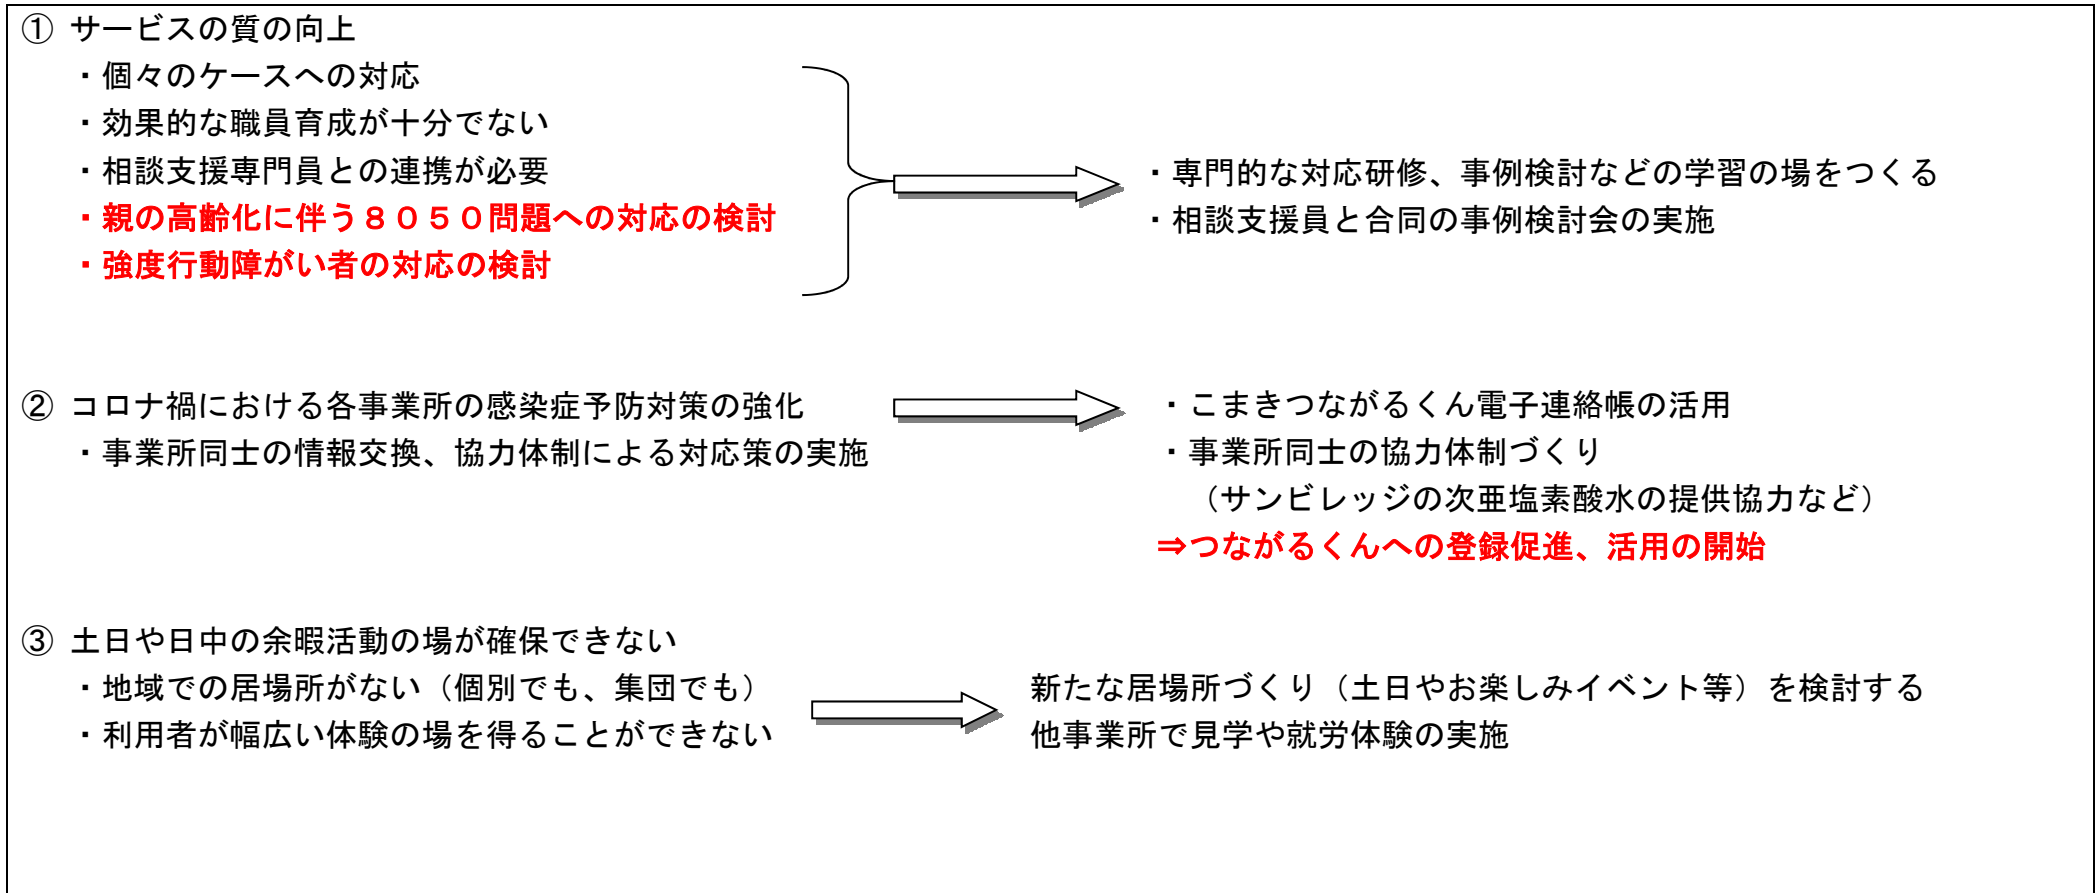 ① サービスの質の向上
・個々のケースへの対応
・効果的な職員育成が十分でない
・相談支援専門員との連携が必要
・親の高齢化に伴う８０５０問題への対応の検討
・強度行動障がい者の対応の検討
・専門的な対応研修、事例検討などの学習の場をつくる
・相談支援員と合同の事例検討会の実施
② コロナ禍における各事業所の感染症予防対策の強化
・事業所同士の情報交換、協力体制による対応策の実施
・こまきつながるくん電子連絡帳の活用
・事業所同士の協力体制づくり
（サンビレッジの次亜塩素酸水の提供協力など）
⇒つながるくんへの登録促進、活用の開始
③ 土日や日中の余暇活動の場が確保できない
・地域での居場所がない（個別でも、集団でも）
・利用者が幅広い体験の場を得ることができない
新たな居場所づくり（土日やお楽しみイベント等）を検討する
他事業所で見学や就労体験の実施